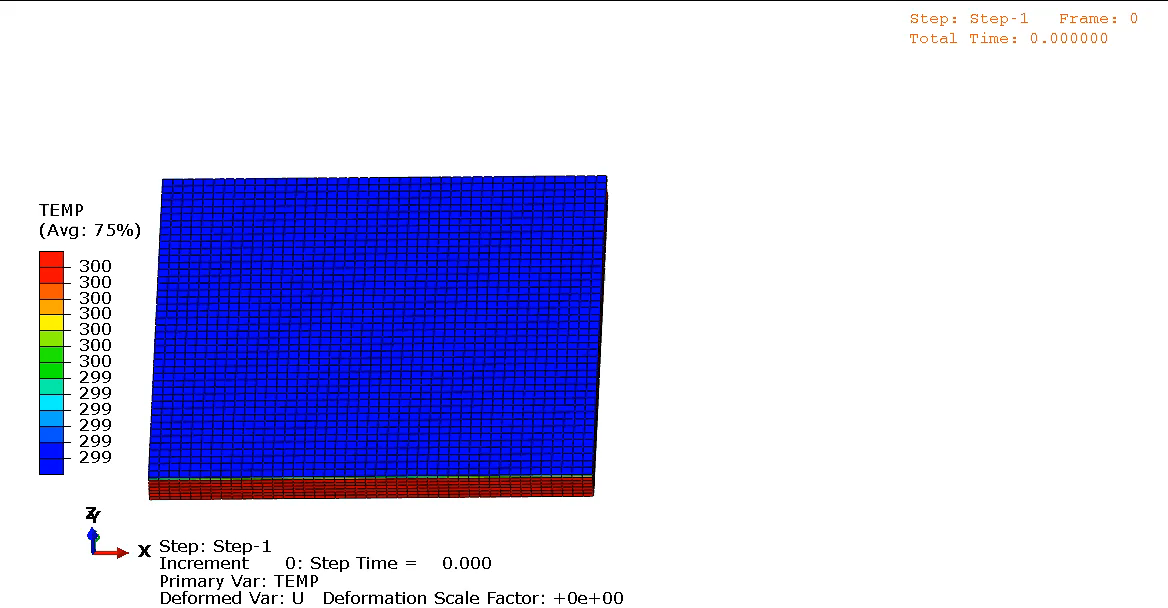 Step: Step-1   Frame: 0
Total Time: 0.000000
TEMP
(Avg: 75%)
300
300
300
300
300
300
300
299
299
299
299
299
299
Z
Y
X
Step: Step-1
Increment     0: Step Time =    0.000
Primary Var: TEMP
Deformed Var: U   Deformation Scale Factor: +0e+00